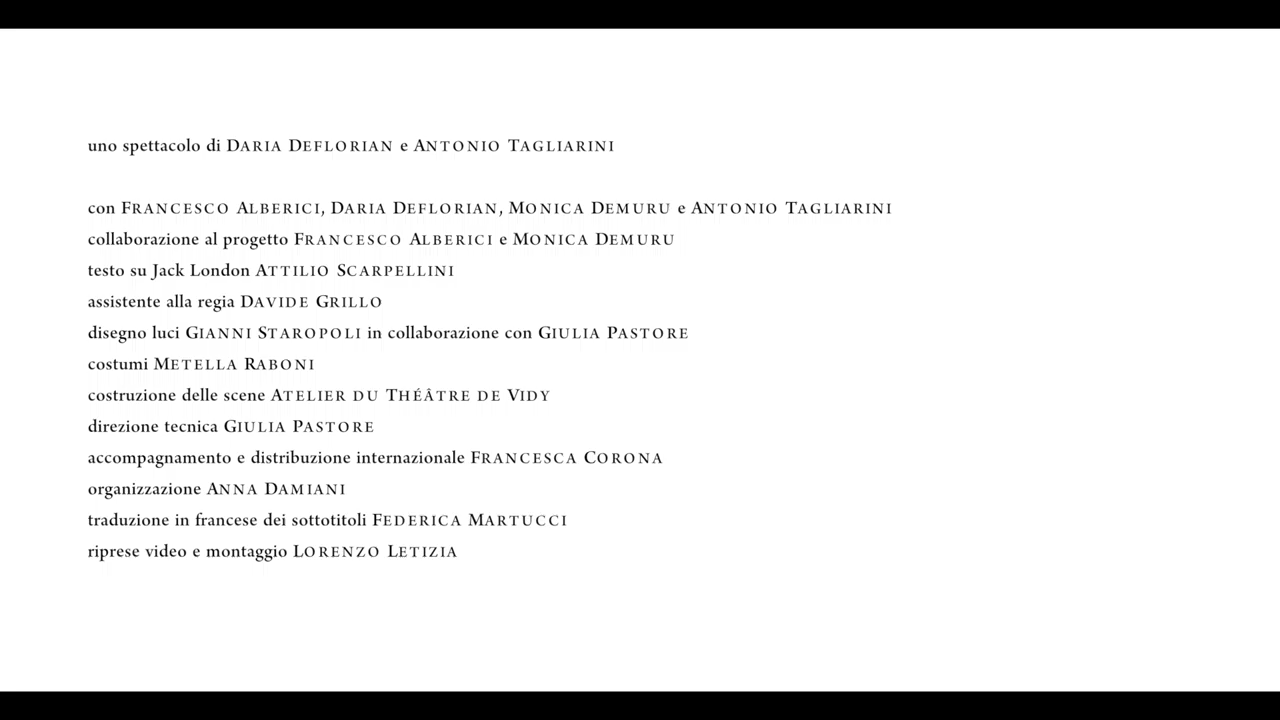 uno spettacolo di DARIA DEFLORIAN e ANTONIO TAGLIARINI
con FRANCESCO ALBERICI, DARIA DEFLORIAN, MONICA DEMURU e ANTONIO TAGLIARINI
collaborazione al progetto FRANCESCO ALBERICI e MONICA DEMURU
testo su Jack London ATTILIO SCARPELLINI
assistente alla regia DAVIDE GRILLO
disegno luci GIANNI STAROPOLI in collaborazione con GIULIA PASTORE
costumi METELLA RABONI
costruzione delle scene ATELIER DU THÉÂTRE DE VIDY
direzione tecnica GIULIA PASTORE
accompagnamento e distribuzione internazionale FRANCESCA CORONA
organizzazione ANNA DAMIANI
traduzione in francese dei sottotitoli FEDERICA MARTUCCI
riprese video e montaggio LORENZO LETIZIA